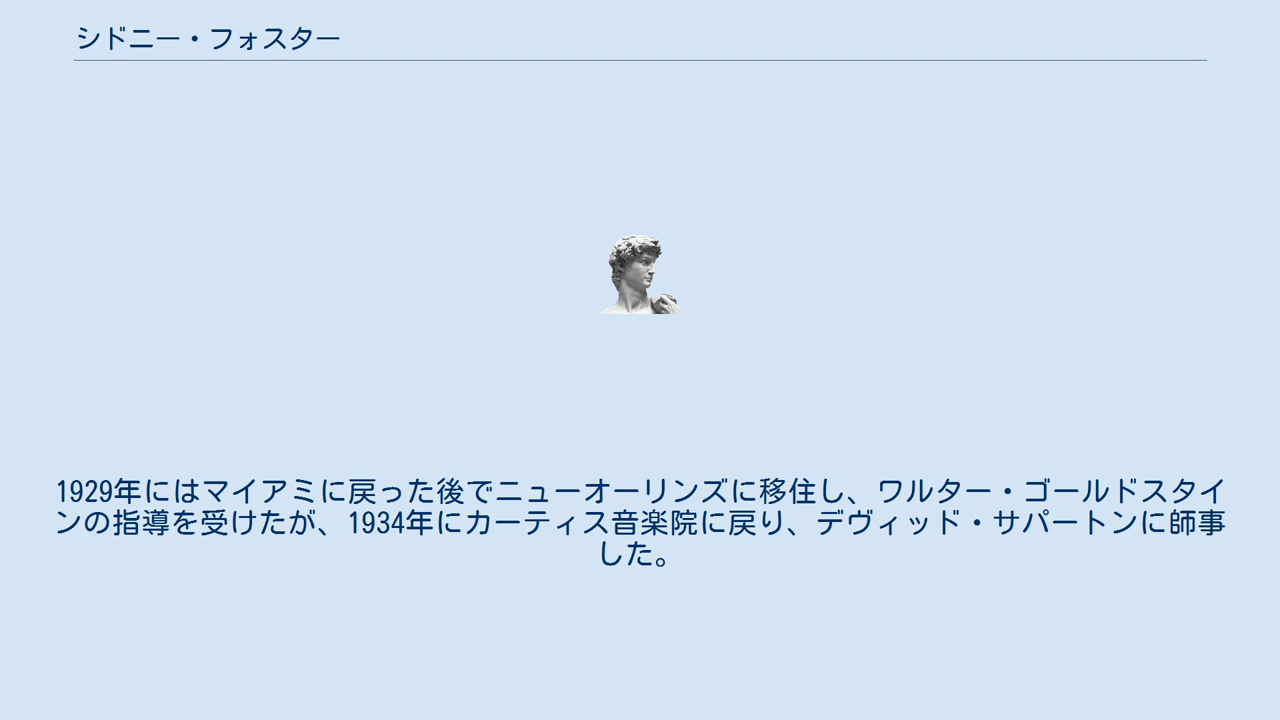 シドニー・フォスター
1929年にはマイアミに戻った後でニューオーリンズに移住し、ワルター・ゴールドスタイ
ンの指導を受けたが、1934年にカーティス音楽院に戻り、デヴィッド・サパートンに師事
した。